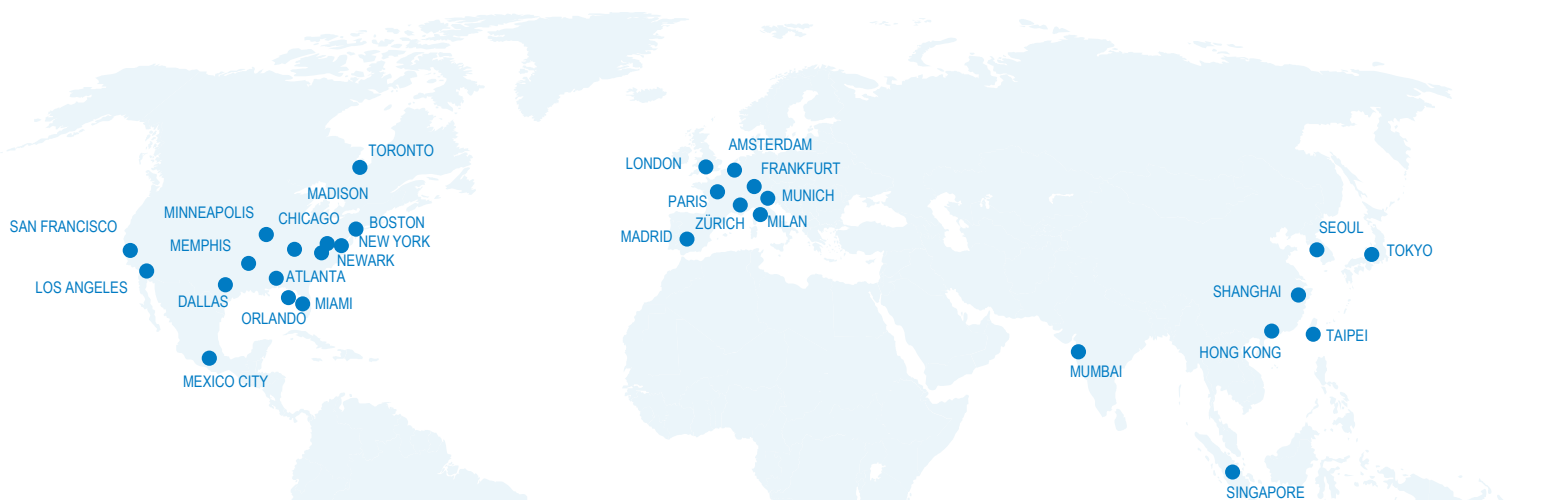 TORONTO
MADISON
MINNEAPOLIS
CHICAGO
BOSTON
SAN FRANCISCO
MEMPHIS
NEW YORK
NEWARK
ATLANTA
LOS ANGELES
DALLAS
MIAMI
ORLANDO
MEXICO CITY
AMSTERDAM
LONDON
FRANKFURT
PARIS
MUNICH
ZÜRICH
MILAN
MADRID
SEOUL
TOKYO
SHANGHAI
TAIPEI
HONG KONG
MUMBAI
SINGAPORE